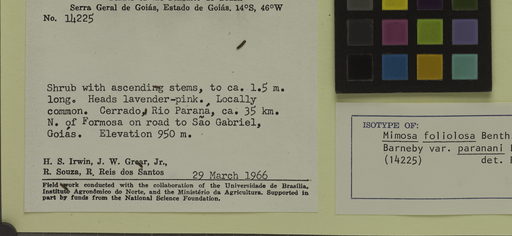 Serra Geral de Goiás, Estado de Goiás. 14°S, 46°W
No. 14225
Shrub with ascending stems, to ca. 1.5 m.
long. Heads lavender-pink. Locally
common. Cerrado, Rio Paraná, ca. 35 km.
N. of Formosa on road to São Gabriel,
Goiás. Elevation 950 m.
H. S. Irwin, J. W. Grear, Jr.,
R. Souza, R. Reis dos Santos
29 March 1966
Field work conducted with the collaboration of the Universidade de Brasília,
Instituto Agronômico do Norte, and the Ministério da Agricultura. Supported in
part by funds from the National Science Foundation.
ISOTYPE OF:
Mimosa foliolosa Benth.
Barneby var. paranani
(14225) det.